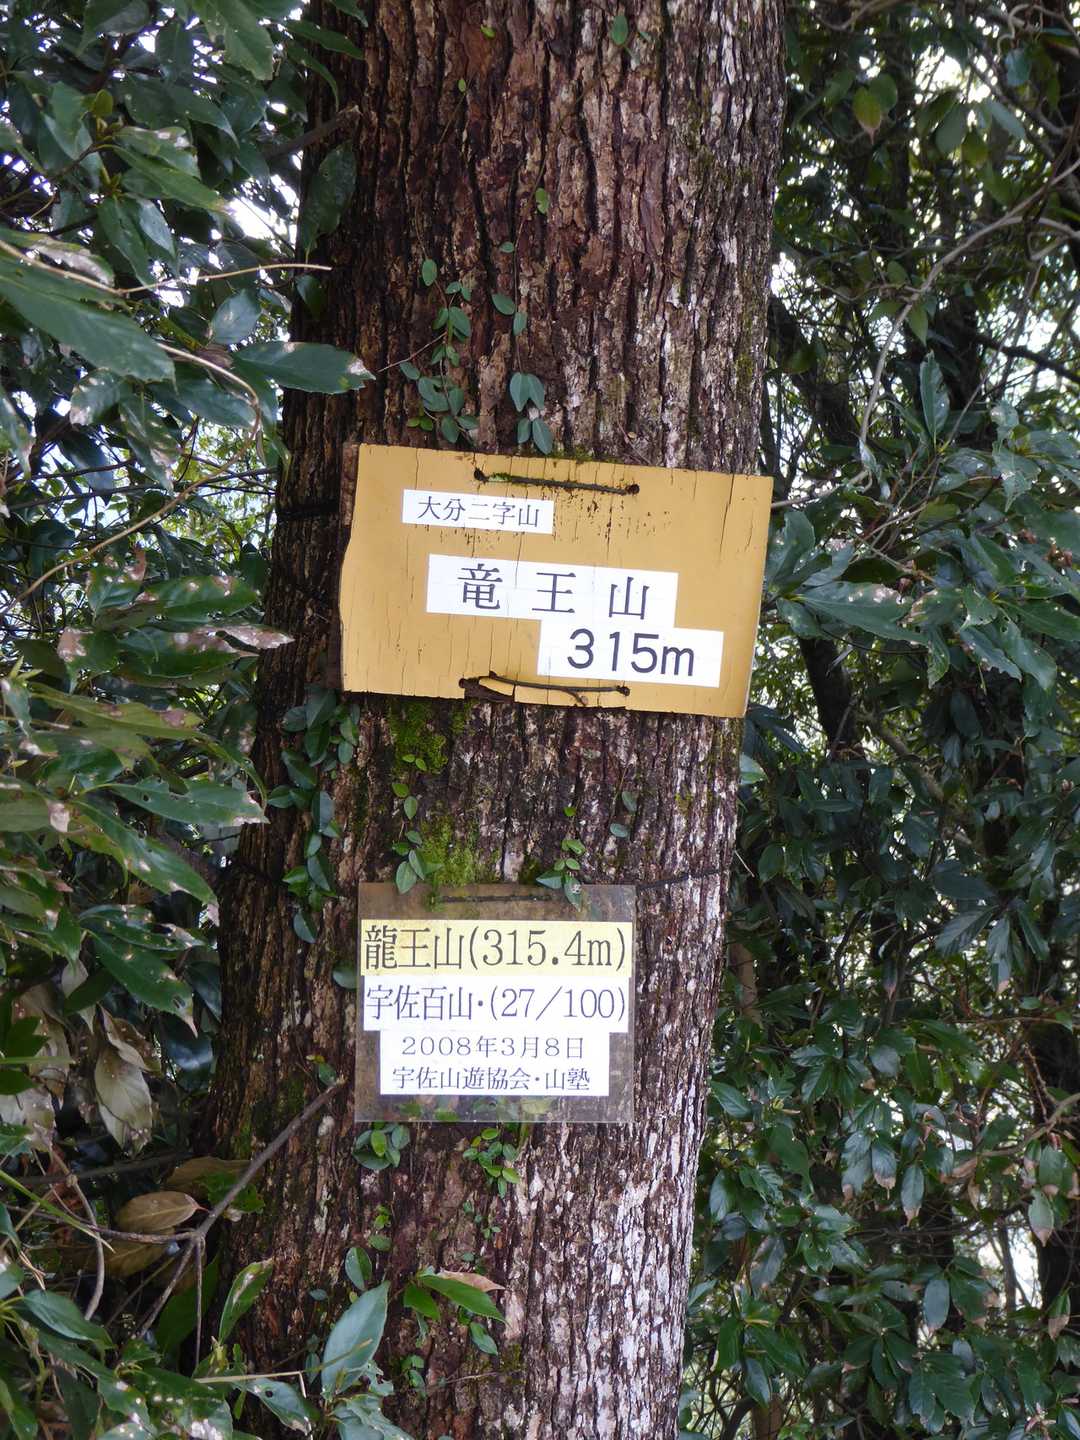 大分二字山
竜王山
315m
龍王山(315.4m)
宇佐百山・(27/100)
2008年3月8日
宇佐山遊協会・山塾